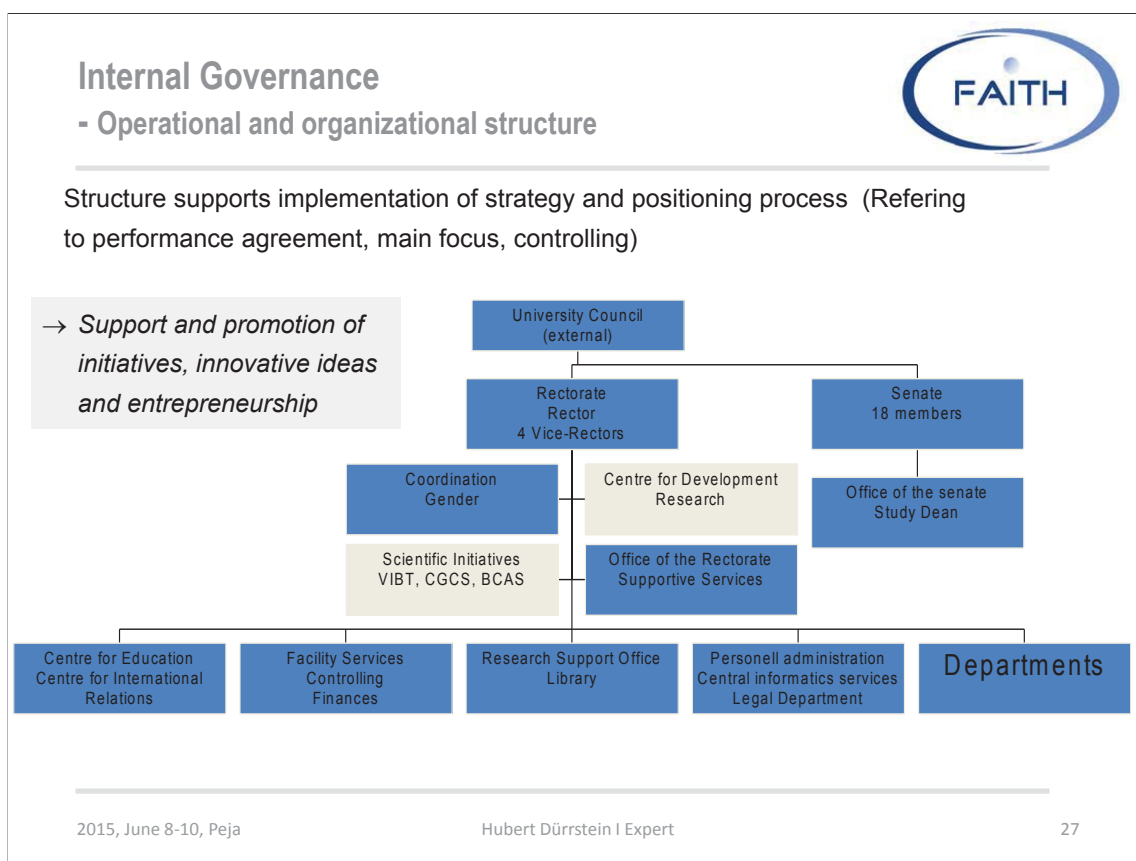 Internal Governance
- Operational and organizational structure
FAITH
Structure supports implementation of strategy and positioning process (Refering
to performance agreement, main focus, controlling)
→ Support and promotion of
initiatives, innovative ideas
and entrepreneurship
University Council
(external)
Rectorate
Rector
4 Vice-Rectors
Senate
18 members
Coordination
Gender
Centre for Development
Research
Office of the senate
Study Dean
Scientific Initiatives
VIBT, CGCS, BCAS
Office of the Rectorate
Supportive Services
Centre for Education
Centre for International
Relations
Facility Services
Controlling
Finances
Research Support Office
Library
Personell administration
Central informatics services
Legal Department
Departments
2015, June 8-10, Peja
Hubert Dürrstein I Expert
27